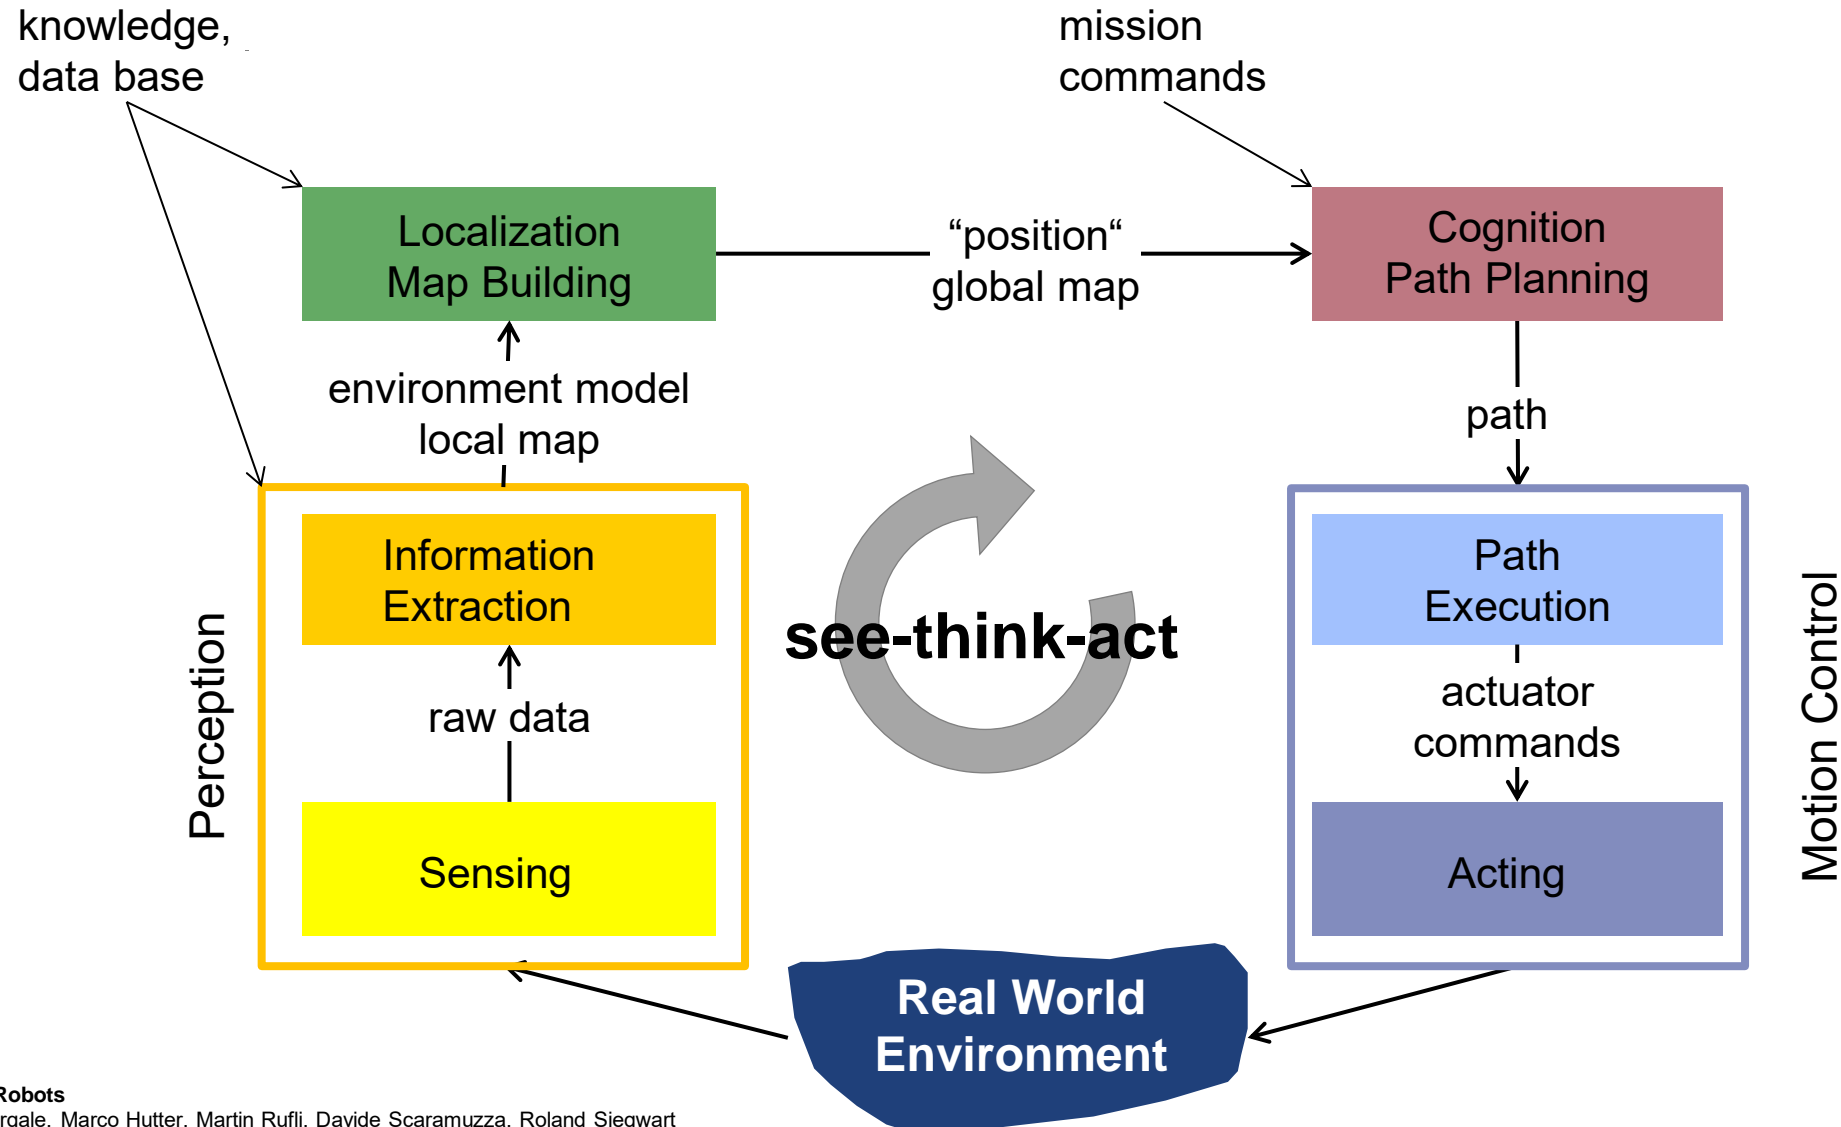 knowledge,
data base
mission
commands
Localization
Map Building
“position“
global map
Cognition
Path Planning
environment model
local map
path
Information
Extraction
Path
Execution
see-think-act
Perception
raw data
actuator
commands
Motion Control
Sensing
Acting
Real World
Environment
Robots
Marco Hutter, Martin Rufli, Davide Scaramuzza, Roland Siegwart